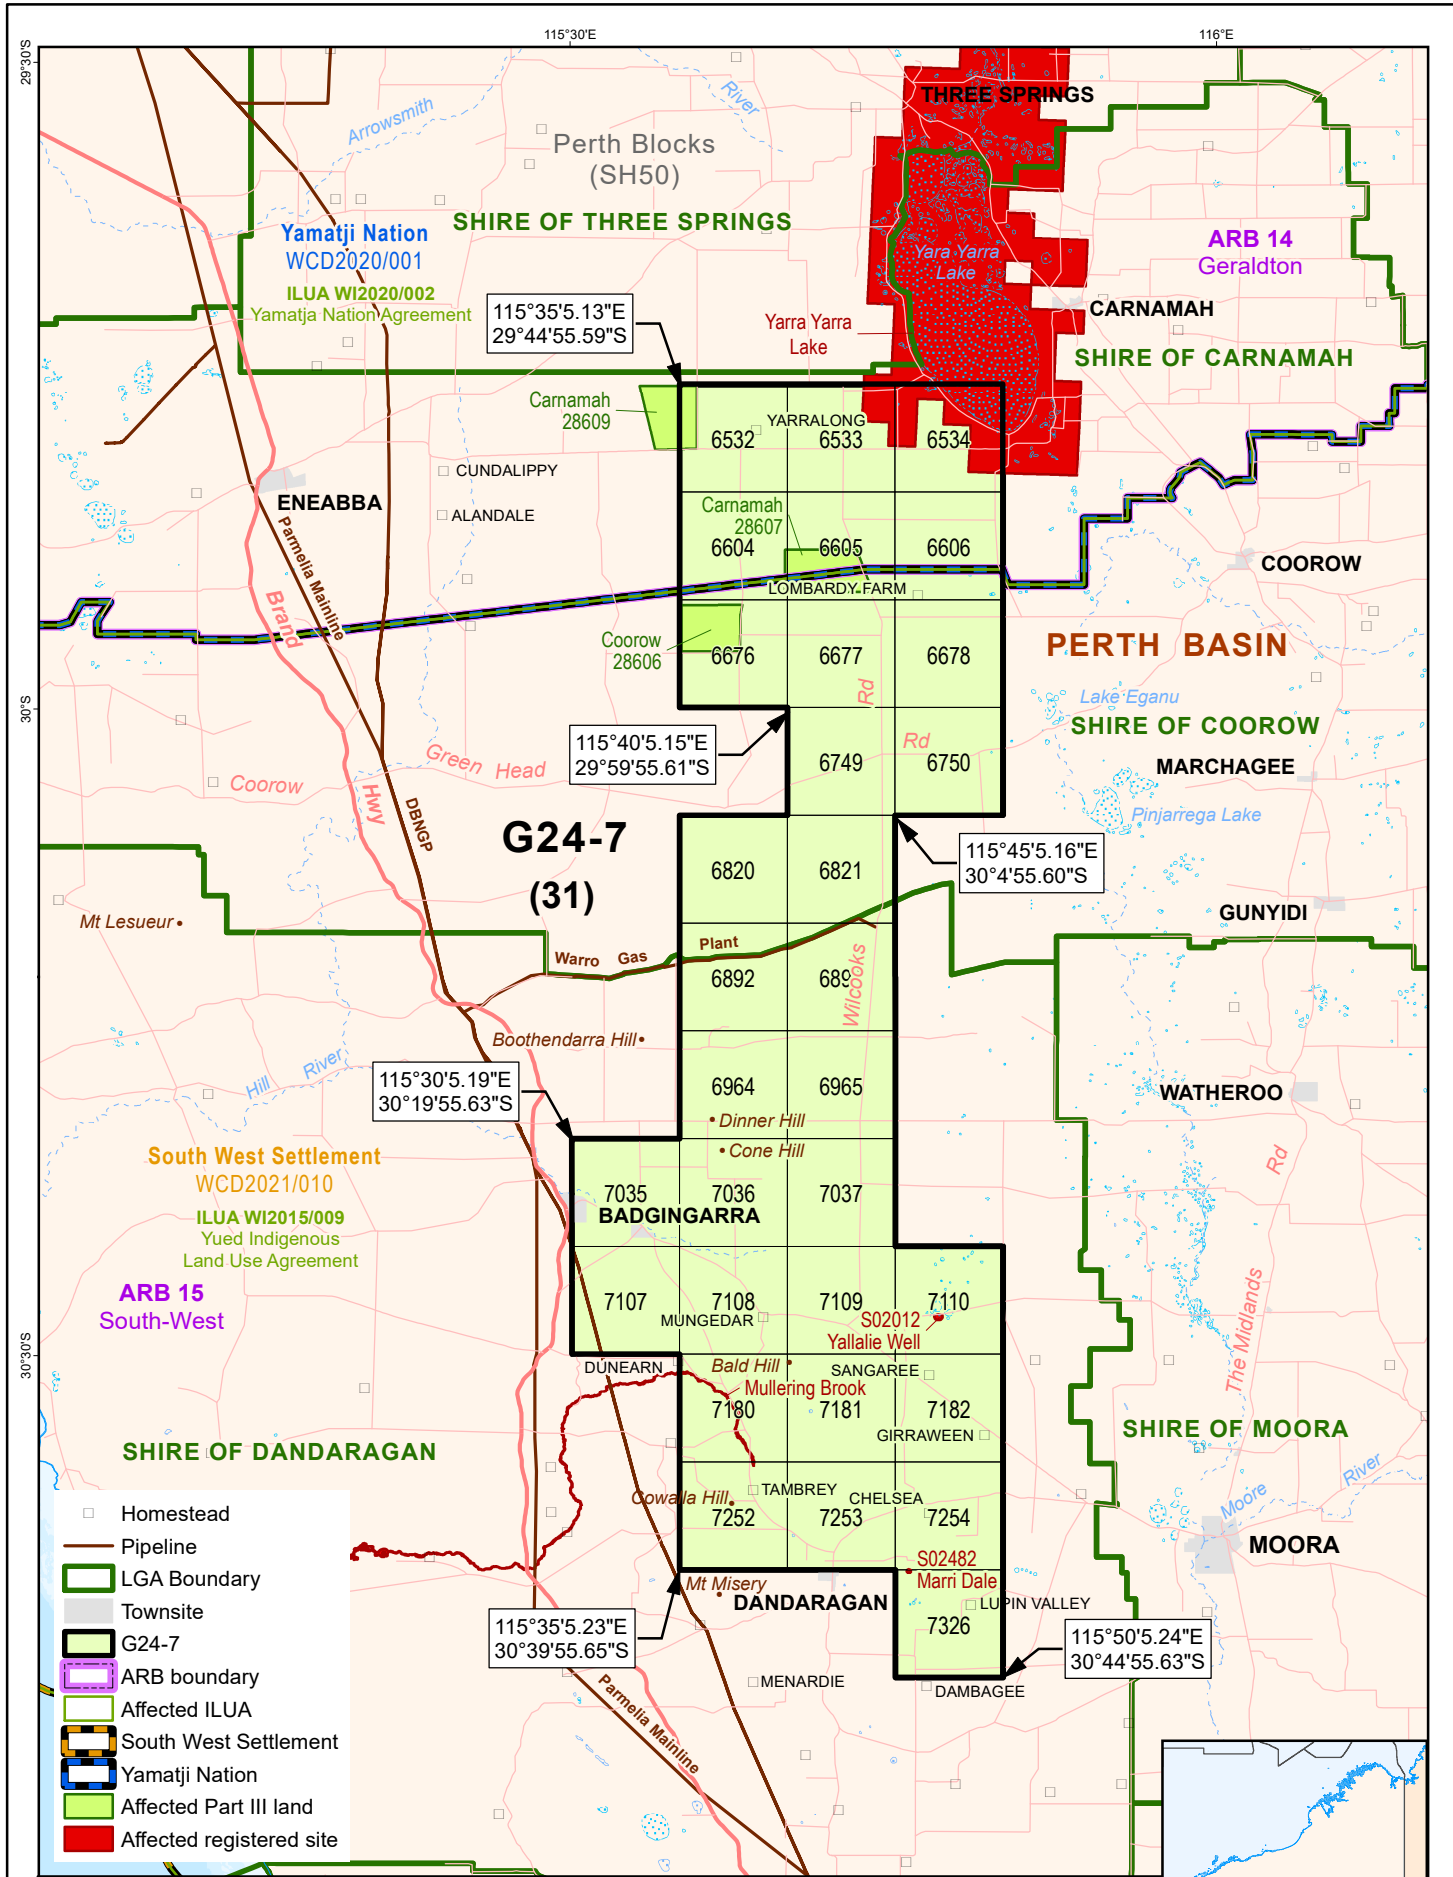 115°30'E
116°E
29°30'S
30°S
30°30'S
THREE SPRINGS
Arrowsmith
River
Perth Blocks
(SH50)
SHIRE OF THREE SPRINGS
Yamatji Nation
WCD2020/001
ILUA WI2020/002
Yamatja Nation Agreement
ARB 14
Geraldton
Yara Yarra
Lake
115°35'5.13"E
29°44'55.59"S
Yarra Yarra
Lake
CARNAMAH
SHIRE OF CARNAMAH
Carnamah
28609
YARRALONG
6532
6533
6534
CUNDALIPPY
ENEABBA
ALANDALE
Carnamah
28607
6604
6605
6606
COOROW
Parmelia Mainline
LOMBARDY FARM
Brand
Coorow
28606
6676
6677
6678
PERTH BASIN
Rd
Lake Eganu
SHIRE OF COOROW
115°40'5.15"E
29°59'55.61"S
Rd
Green Head
Coorow
6749
6750
MARCHAGEE
Hwy
DBNGP
Pinjarrega Lake
G24-7
(31)
115°45'5.16"E
30°4'55.60"S
6820
6821
GUNYIDI
Mt Lesueur
Warro Gas Plant
6892
689
Wilcooks
Boothendarra Hill
Hill River
115°30'5.19"E
30°19'55.63"S
6964
6965
WATHEROO
Dinner Hill
Cone Hill
Rd
South West Settlement
WCD2021/010
ILUA WI2015/009
Yued Indigenous
Land Use Agreement
7035
7036
7037
BADGINGARRA
ARB 15
South-West
7107
7108
7109
7110
MUNGEDAR
S02012
Yallalie Well
The Midlands
DUNEARN
Bald Hill
SANGAREE
Mullering Brook
7180
7181
7182
GIRRAWEEN
SHIRE OF DANDARAGAN
SHIRE OF MOORA
River
Moore
Cowalla Hill
TAMBREY
CHELSEA
7252
7253
7254
MOORA
S02482
Marri Dale
Mt Misery
DANDARAGAN
LUPIN VALLEY
7326
115°35'5.23"E
30°39'55.65"S
115°50'5.24"E
30°44'55.63"S
MENARDIE
DAMBAGEE
Parmelia Mainline
Homestead
Pipeline
LGA Boundary
Townsite
G24-7
ARB boundary
Affected ILUA
South West Settlement
Yamatji Nation
Affected Part III land
Affected registered site